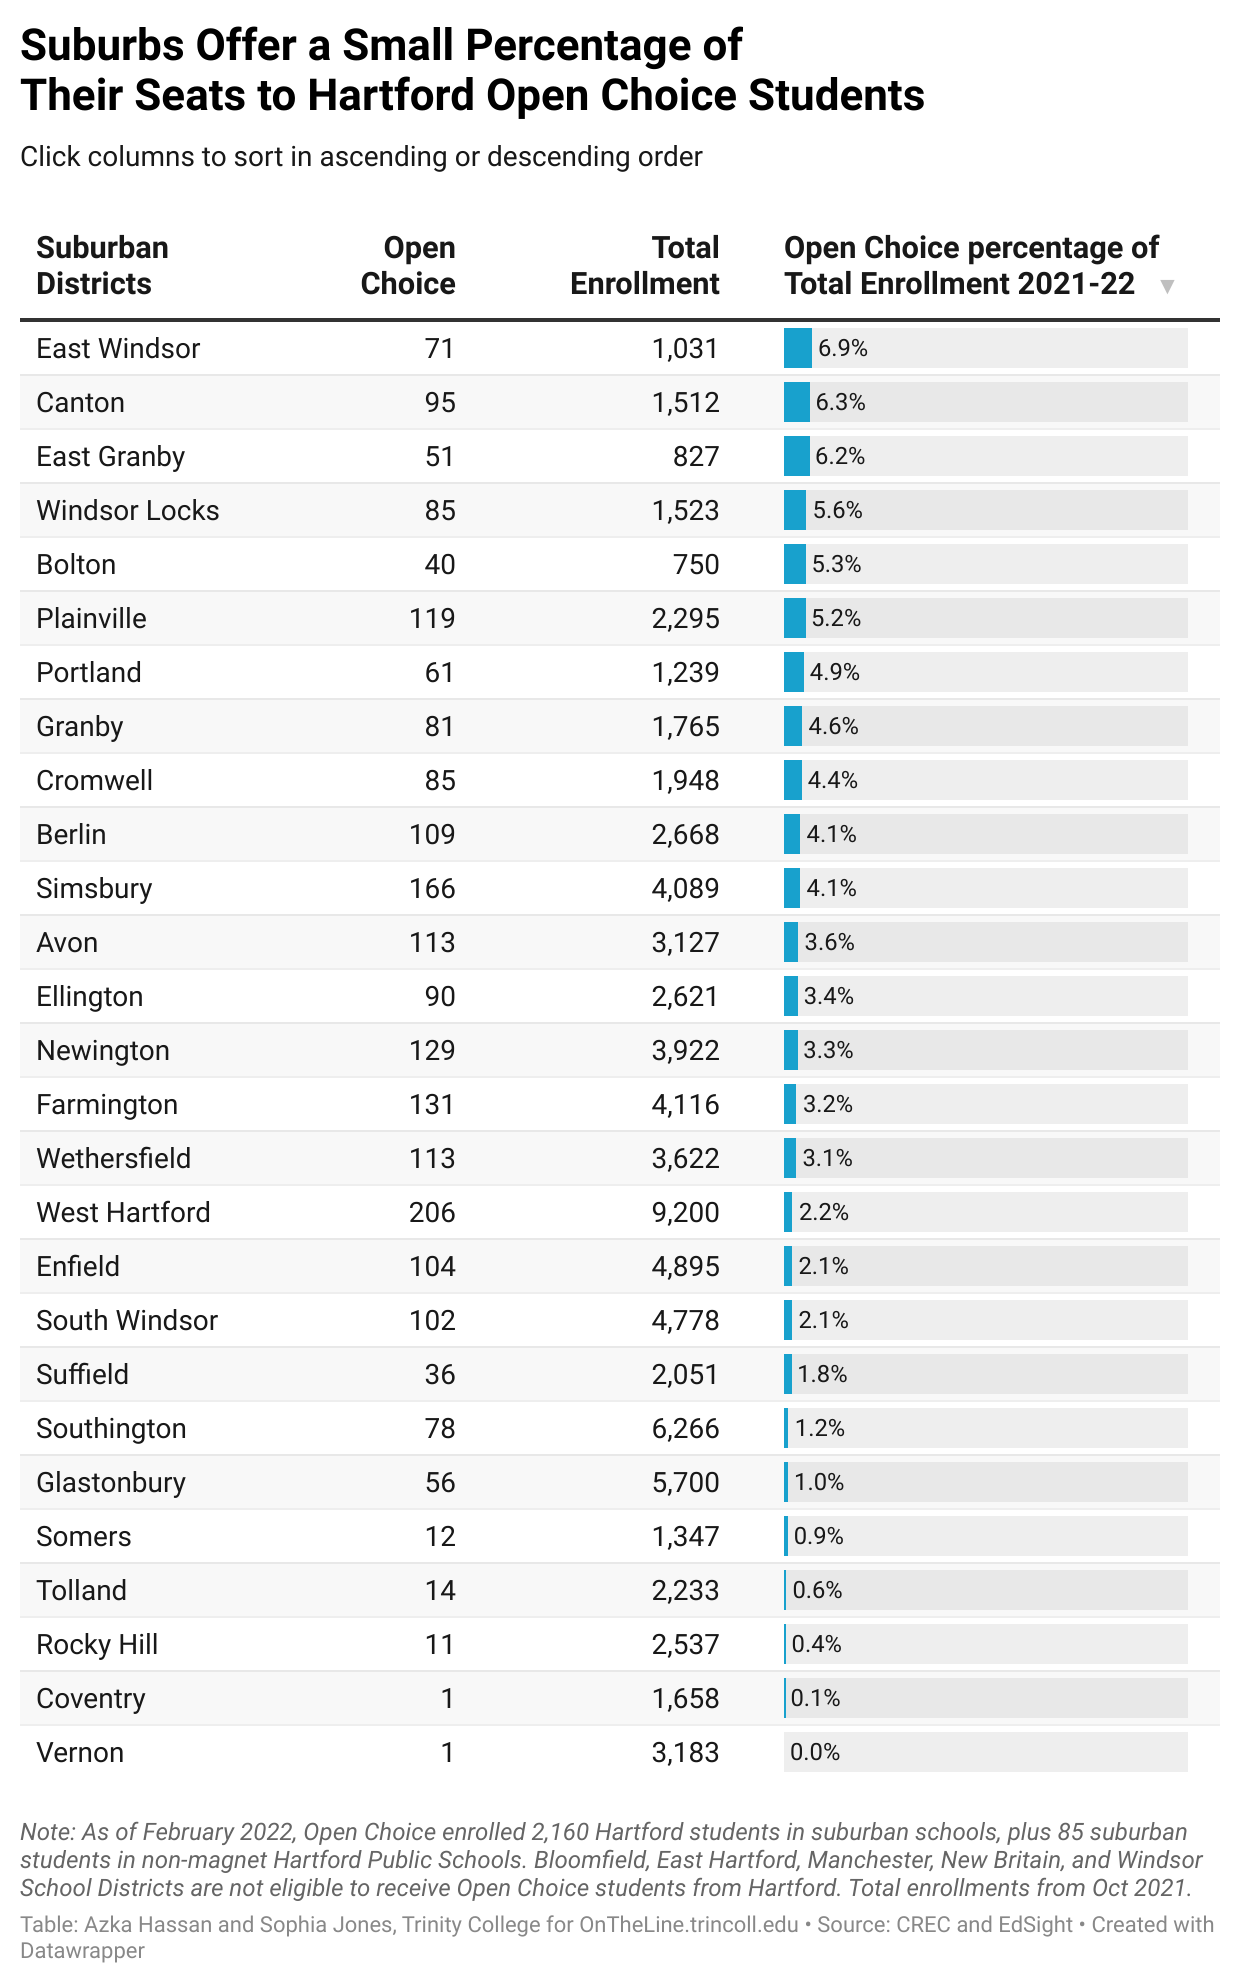 Suburbs Offer a Small Percentage of
Their Seats to Hartford Open Choice Students
Click columns to sort in ascending or descending order
Suburban Districts Open Choice Total Enrollment Open Choice percentage of Total Enrollment 2021-22 ▼
East Windsor 71 1,031 6.9%
Canton 95 1,512 6.3%
East Granby 51 827 6.2%
Windsor Locks 85 1,523 5.6%
Bolton 40 750 5.3%
Plainville 119 2,295 5.2%
Portland 61 1,239 4.9%
Granby 81 1,765 4.6%
Cromwell 85 1,948 4.4%
Berlin 109 2,668 4.1%
Simsbury 166 4,089 4.1%
Avon 113 3,127 3.6%
Ellington 90 2,621 3.4%
Newington 129 3,922 3.3%
Farmington 131 4,116 3.2%
Wethersfield 113 3,622 3.1%
West Hartford 206 9,200 2.2%
Enfield 104 4,895 2.1%
South Windsor 102 4,778 2.1%
Suffield 36 2,051 1.8%
Southington 78 6,266 1.2%
Glastonbury 56 5,700 1.0%
Somers 12 1,347 0.9%
Tolland 14 2,233 0.6%
Rocky Hill 11 2,537 0.4%
Coventry 1 1,658 0.1%
Vernon 1 3,183 0.0%
Note: As of February 2022, Open Choice enrolled 2,160 Hartford students in suburban schools, plus 85 suburban
students in non-magnet Hartford Public Schools. Bloomfield, East Hartford, Manchester, New Britain, and Windsor
School Districts are not eligible to receive Open Choice students from Hartford. Total enrollments from Oct 2021.
Table: Azka Hassan and Sophia Jones, Trinity College for OnTheLine.trincoll.edu • Source: CREC and EdSight • Created with
Datawrapper